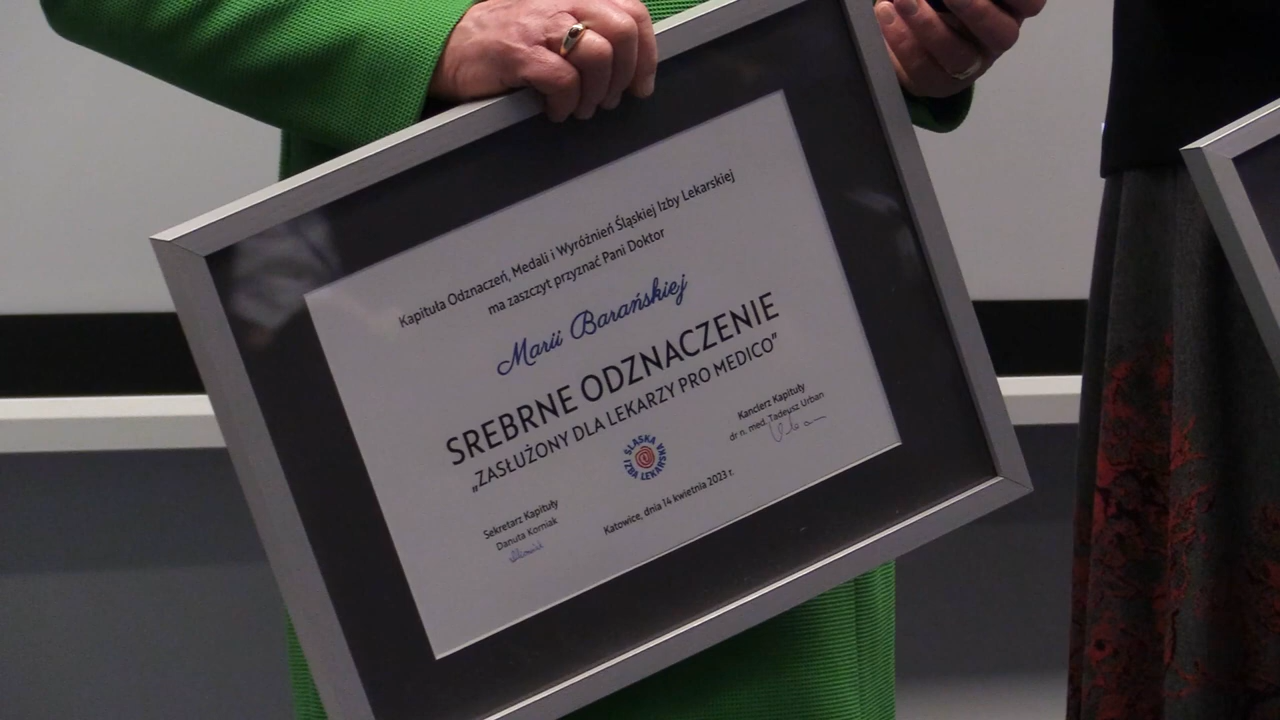 Kapituła Odznaczeń, Medali i Wyróżnień Śląskiej Izby Lekarskiej
ma zaszczyt przyznać Pani Doktor
Marii Barańskiej
SREBRNE ODZNACZENIE
„ZASŁUŻONY DLA LEKARZY PRO MEDICO”
Kanclerz Kapituły
dr n. med. Tadeusz Urban
ŚLĄSKA IZBA LEKARSKA
Sekretarz Kapituły
Danuta Korniak
Katowice, dnia 14 kwietnia 2023 r.